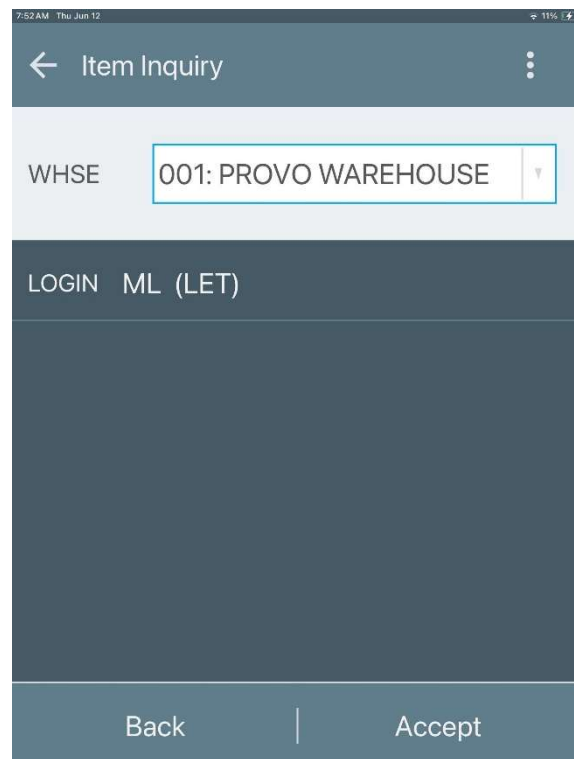 7:52 AM Thu Jun 12 11%
Item Inquiry
WHSE 001: PROVO WAREHOUSE
LOGIN ML (LET)
Back Accept